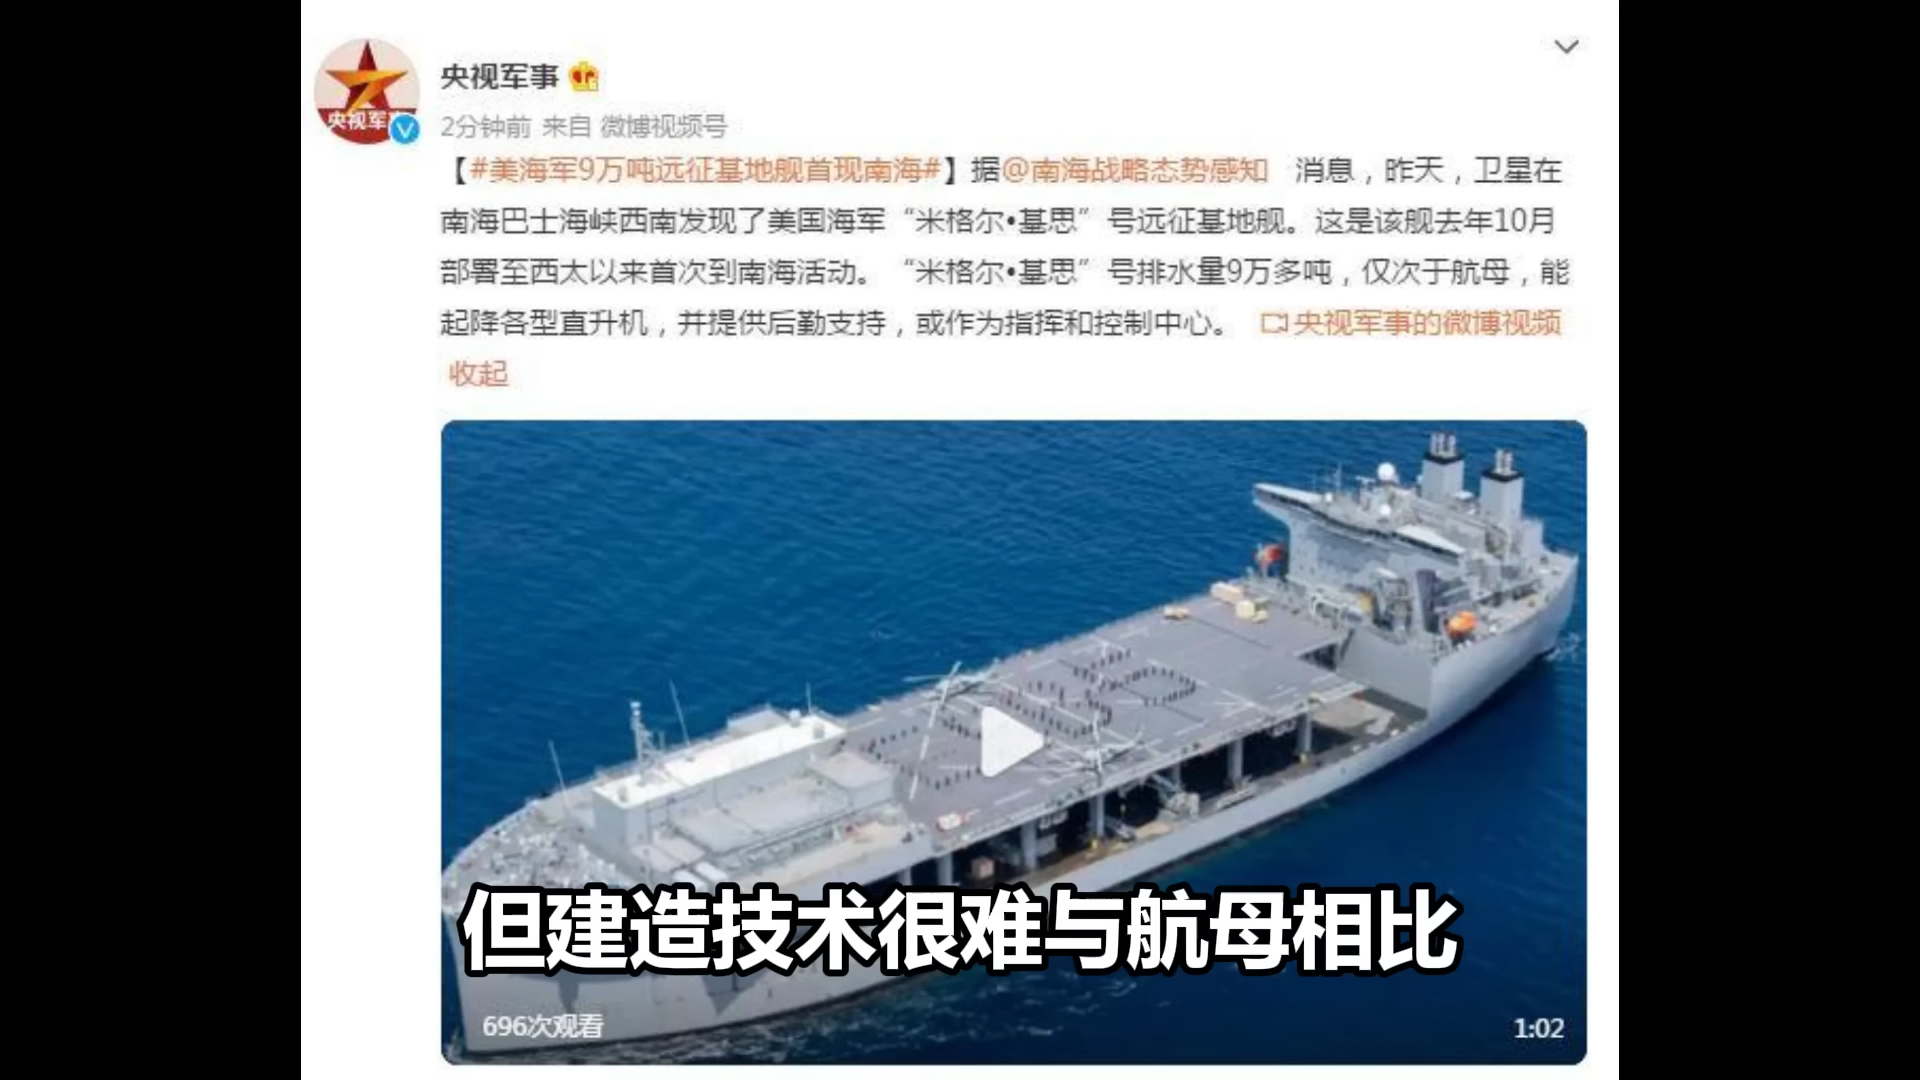 央视军事
央视军
2分钟前 来自 微博视频号
【#美海军9万吨远征基地舰首现南海#】据@南海战略态势感知 消息，昨天，卫星在
南海巴士海峡西南发现了美国海军“米格尔•基思”号远征基地舰。这是该舰去年10月
部署至西太以来首次到南海活动。“米格尔•基思”号排水量9万多吨，仅次于航母，能
起降各型直升机，并提供后勤支持，或作为指挥和控制中心。 央视军事的微博视频
收起
但建造技术很难与航母相比
696次观看
1:02